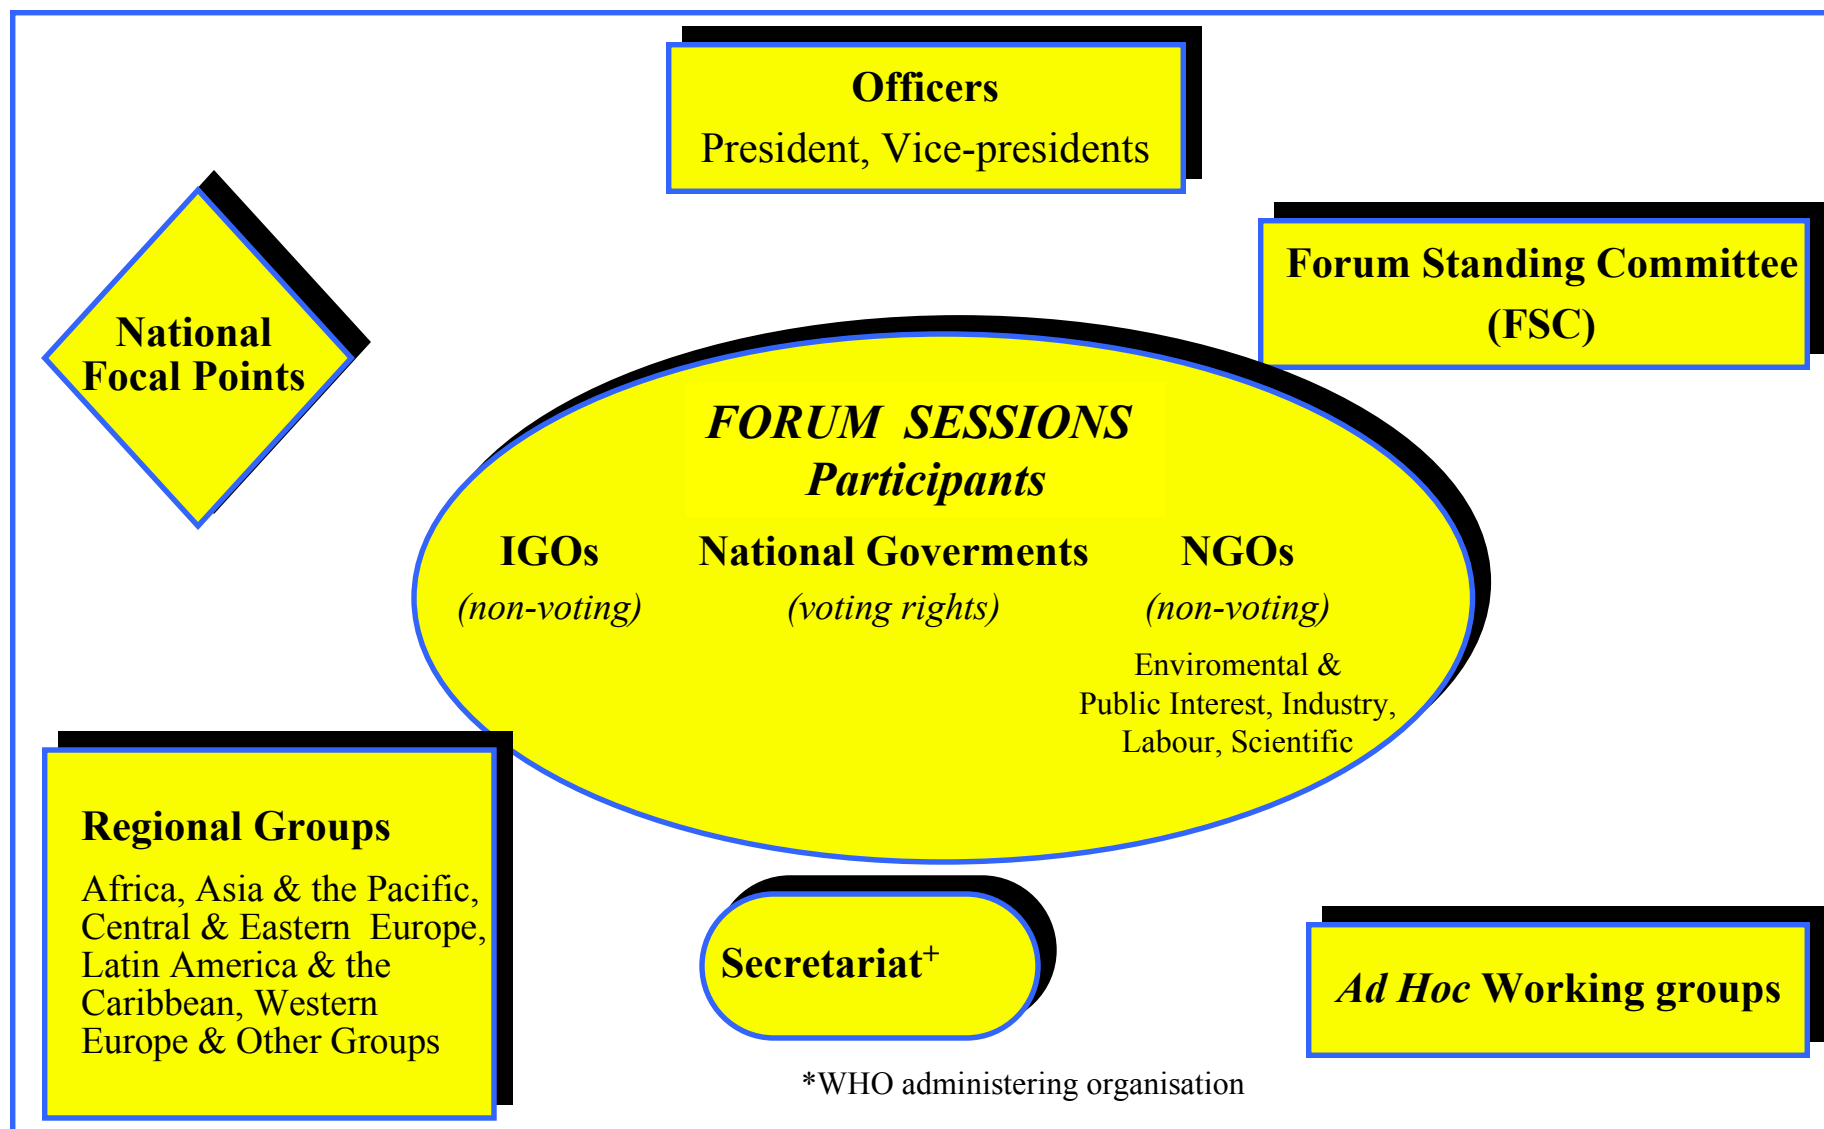 Officers
President, Vice-presidents
Forum Standing Committee
(FSC)
National
Focal Points
FORUM SESSIONS
Participants
IGOs
(non-voting)
National Goverments
(voting rights)
NGOs
(non-voting)
Enviromental &
Public Interest, Industry,
Labour, Scientific
Regional Groups
Africa, Asia & the Pacific,
Central & Eastern Europe,
Latin America & the
Caribbean, Western
Europe & Other Groups
Secretariat+
Ad Hoc Working groups
*WHO administering organisation